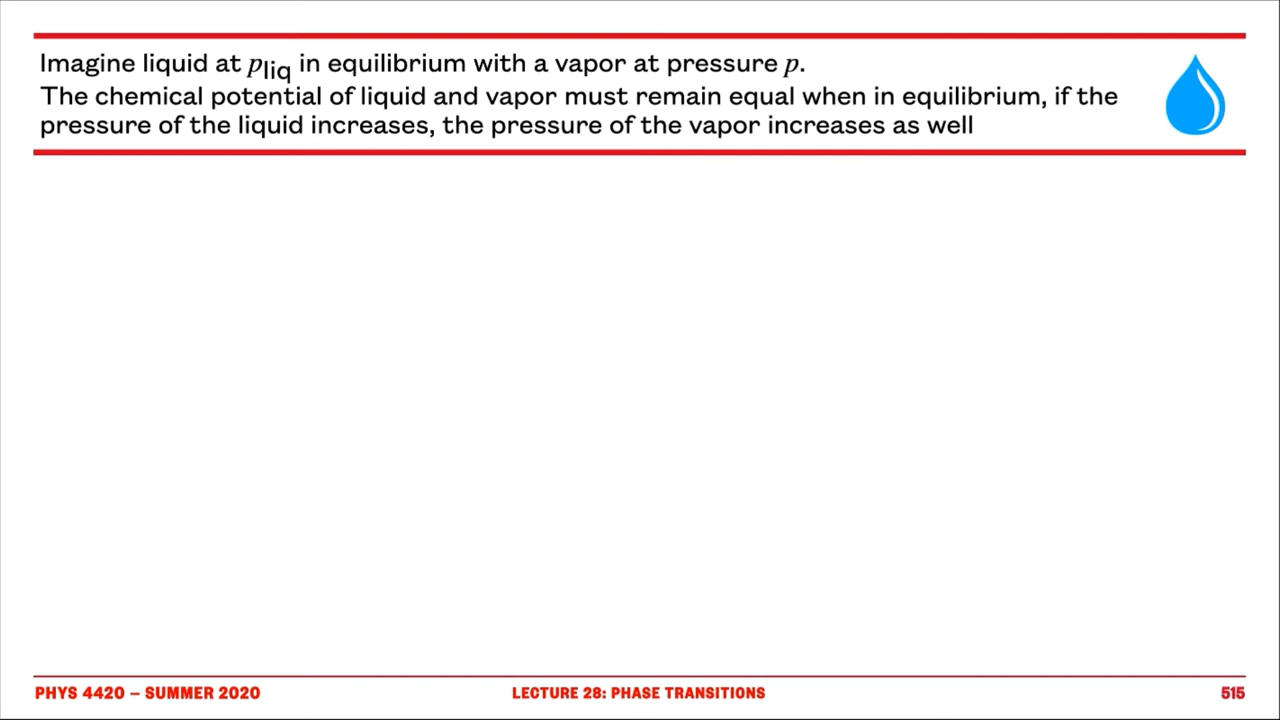 Imagine liquid at pliq in equilibrium with a vapor at pressure p.
The chemical potential of liquid and vapor must remain equal when in equilibrium, if the
pressure of the liquid increases, the pressure of the vapor increases as well
PHYS 4420 – SUMMER 2020
LECTURE 28: PHASE TRANSITIONS
515